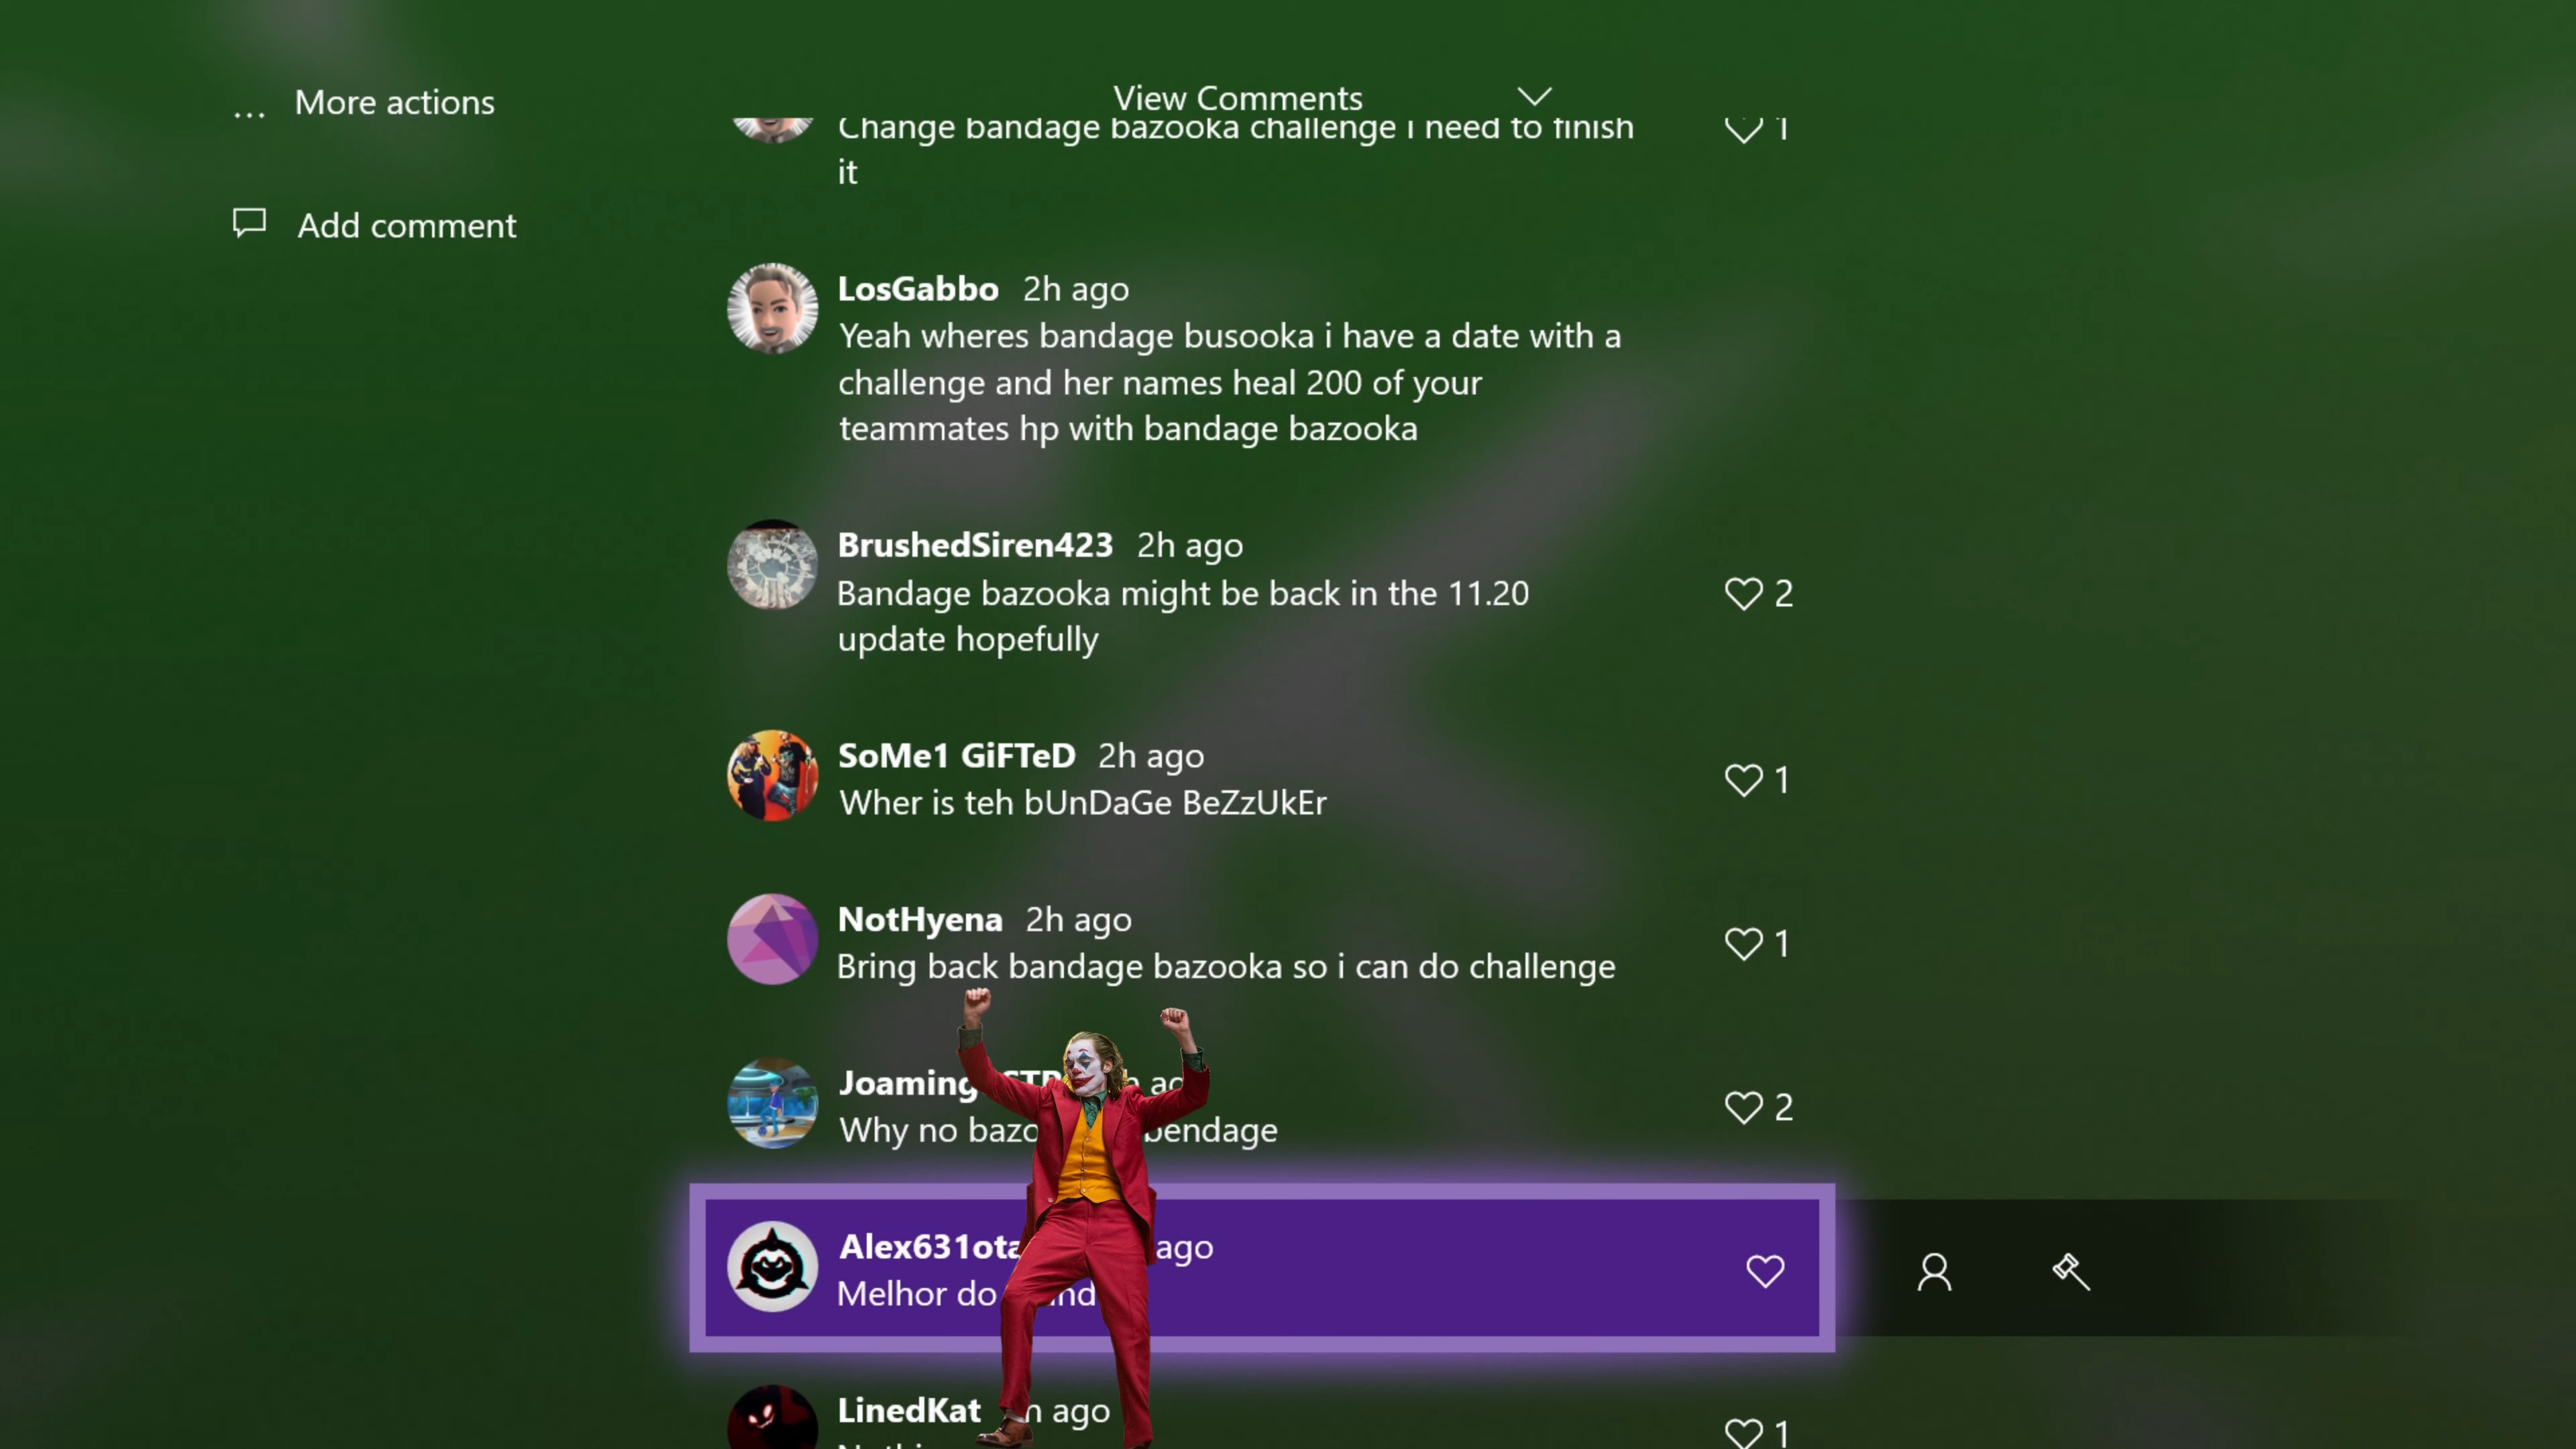 ... More actions
View Comments
Change bandage bazooka challenge i need to finish
it
1
Add comment
LosGabbo 2h ago
Yeah wheres bandage busooka i have a date with a
challenge and her names heal 200 of your
teammates hp with bandage bazooka
BrushedSiren423 2h ago
Bandage bazooka might be back in the 11.20
update hopefully
2
SoMe1 GiFTeD 2h ago
Wher is teh bUnDaGe BeZzUkEr
1
NotHyena 2h ago
Bring back bandage bazooka so i can do challenge
1
Why no bendage
2
ago
Melhor do
LinedKat ago
1